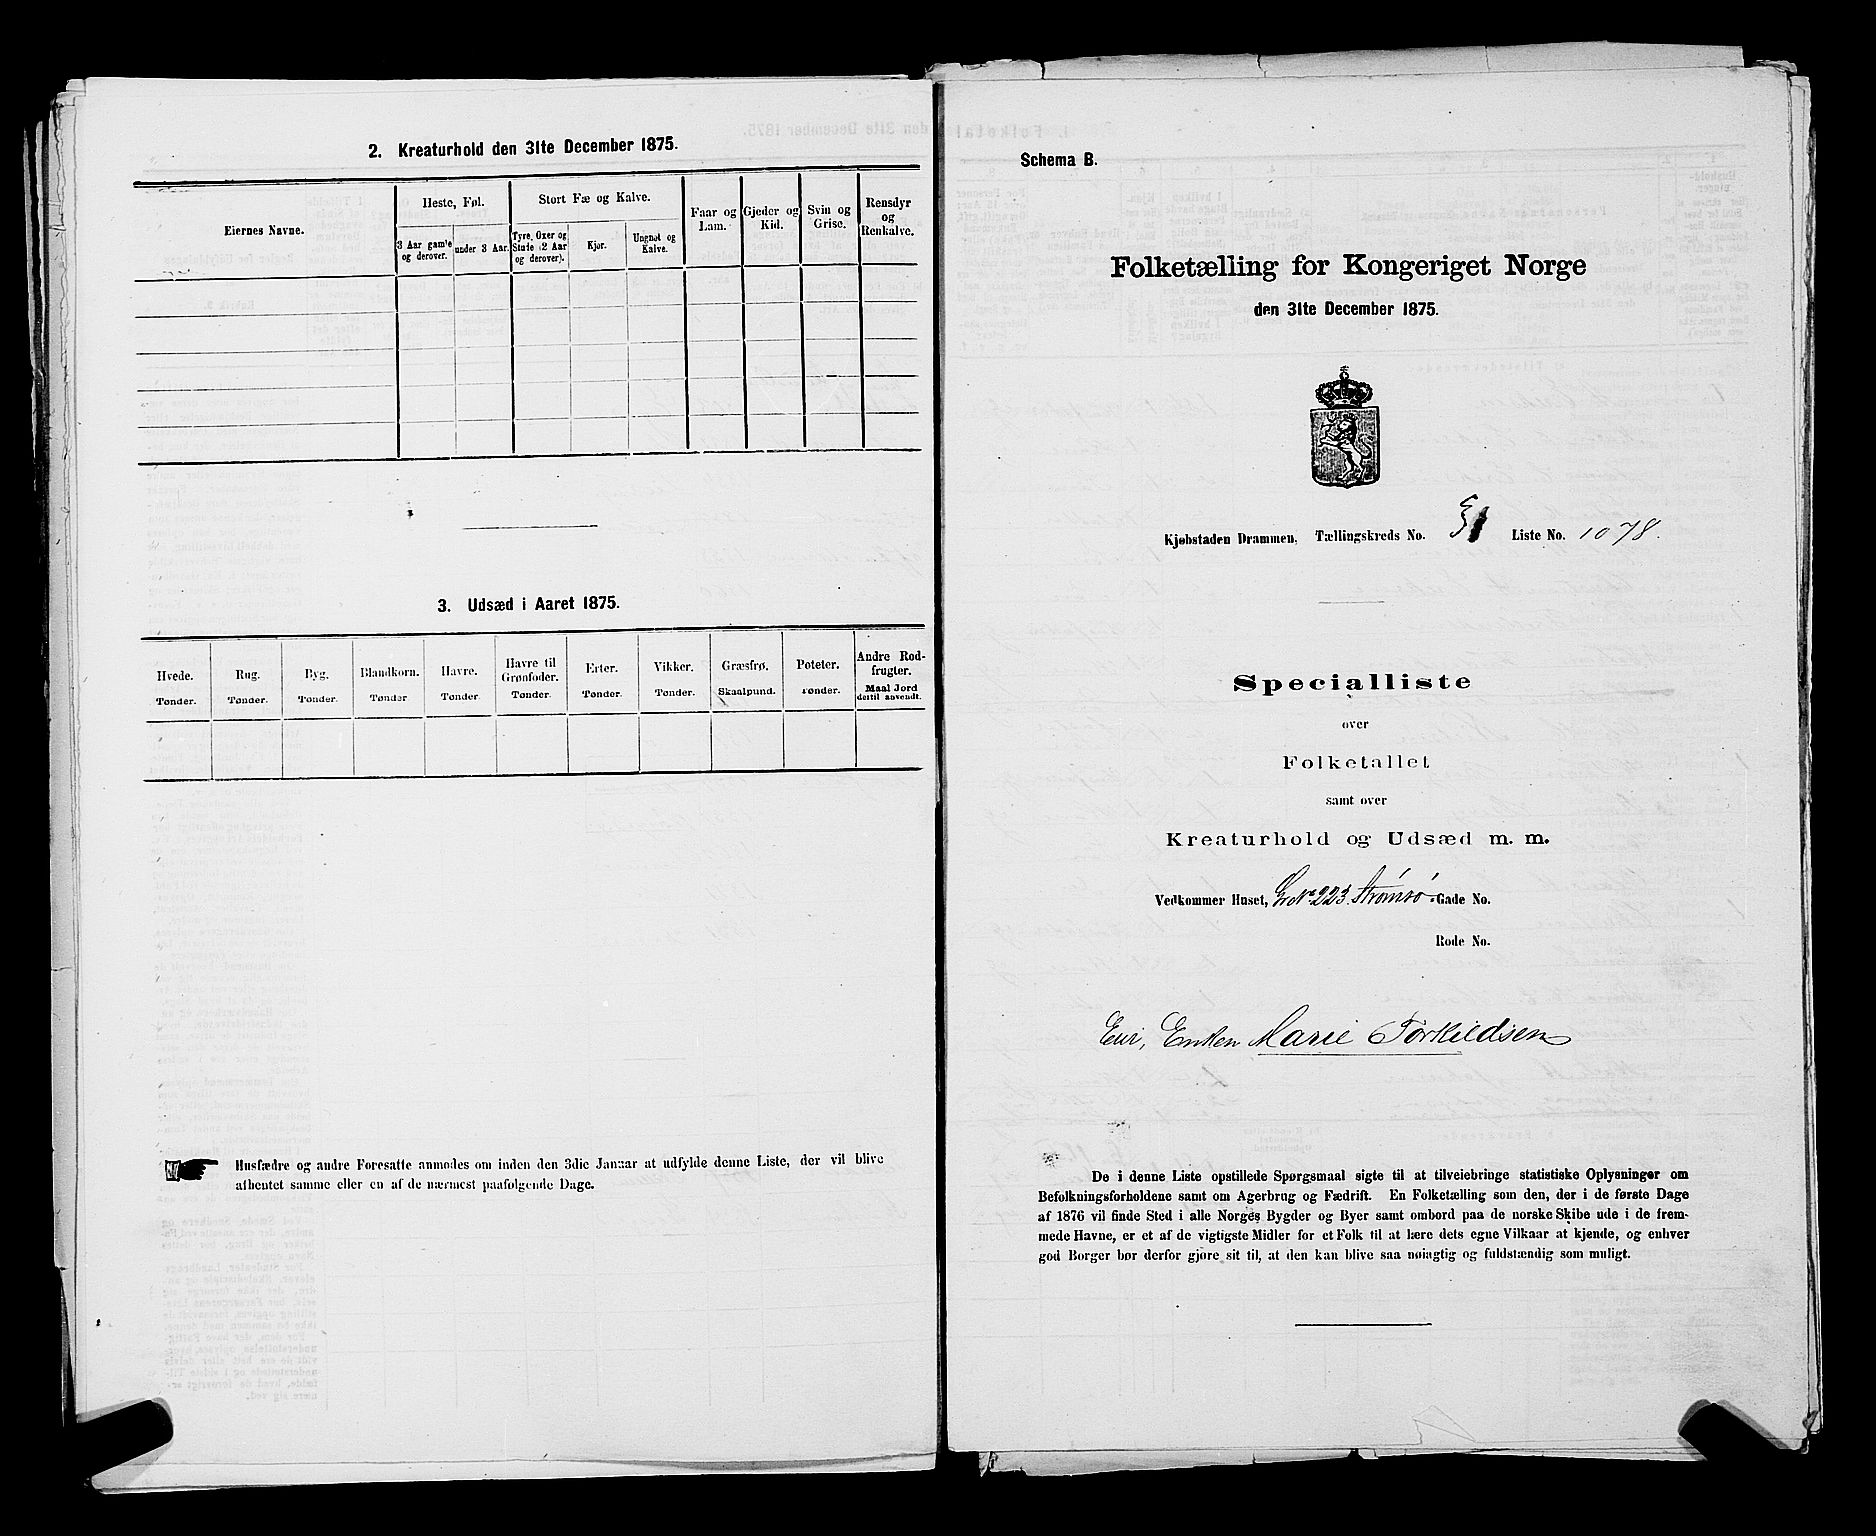 2. Kreaturhold den 31te December 1875.
Eiernes Navne.
Heste, Føl.
3 Aar gamle og derover.
under 3 Aar.
Stort Fæ og Kalve.
Tyre, Oxer og Stude (2 Aar og derover).
Kjør.
Ungnøt og Kalve.
Faar og Lam.
Gjeder og Kid.
Svin og Grise.
Rensdyr og Renkalve.
3. Udsæd i Aaret 1875.
Hvede. Tønder.
Rug. Tønder.
Byg. Tønder.
Blandkorn. Tønder
Havre. Tønder.
Havre til Grønfoder. Tønder.
Erter. Tønder.
Vikker. Tønder.
Græsfrø. Skaalpund.
Poteter. Tønder.
Andre Rodfrugter. Maal Jord dertil anvendt.
Husfædre og andre Foresatte anmodes om inden den 3die Januar at udfylde denne Liste, der vil blive
afhentet samme eller en af de nærmest paafølgende Dage.
Schema B.
Folketælling for Kongeriget Norge
den 31te December 1875.
Kjøbstaden Drammen, Tællingskreds No. Liste No. 1078.
Specialliste
over
Folketallet
samt over
Kreaturhold og Udsæd m. m.
Vedkommer Huset, Gr No 223. Strømsø Gade No.
Rode No.
Eier, Enken Marie Torkildsen
De i denne Liste opstillede Spørgsmaal sigte til at tilveiebringe statistiske Oplysninger om
Befolkningsforholdene samt om Agerbrug og Fædrift. En Folketælling som den, der i de første Dage
af 1876 vil finde Sted i alle Norges Bygder og Byer samt ombord paa de norske Skibe ude i de frem-
mede Havne, er et af de vigtigste Midler for et Folk til at lære dets egne Vilkaar at kjende, og enhver
god Borger bør derfor gjøre sit til, at den kan blive saa nøiagtig og fuldstændig som muligt.